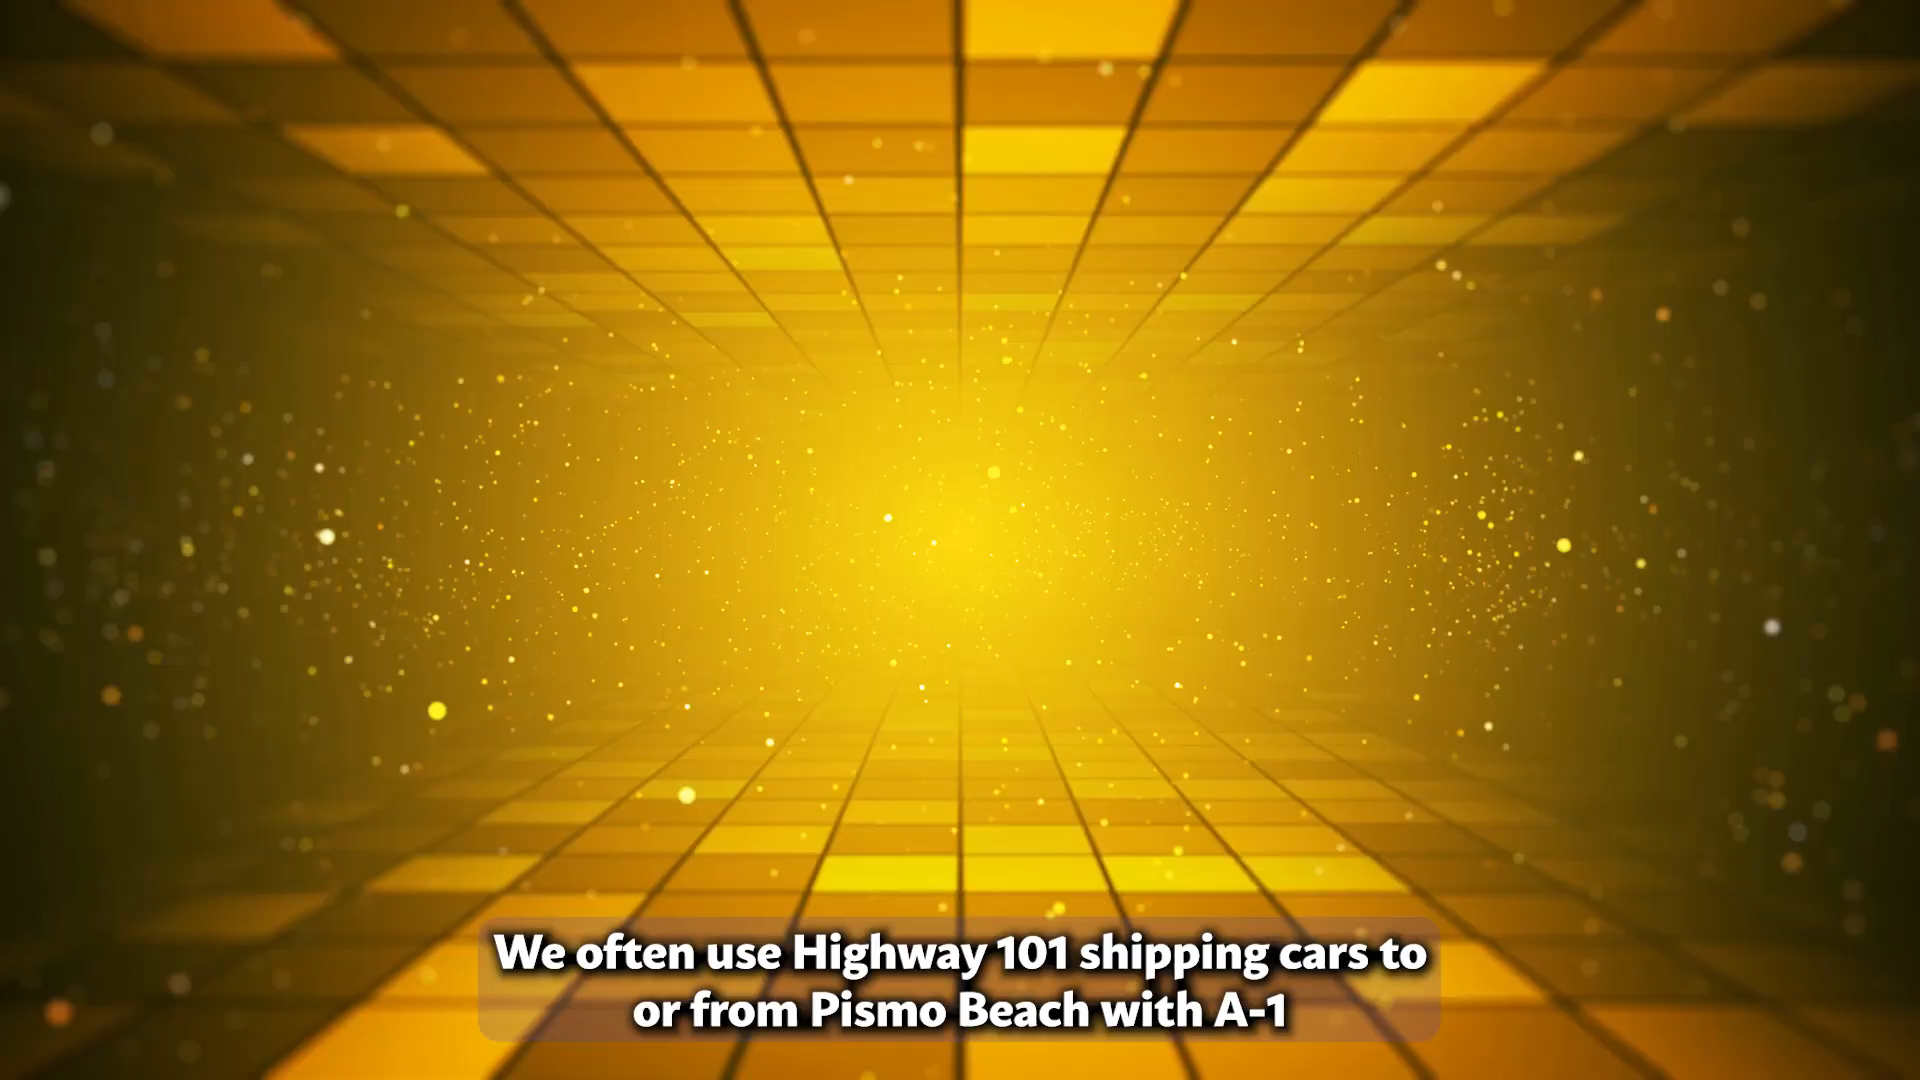 We often use Highway 101 shipping cars to
or from Pismo Beach with A-1